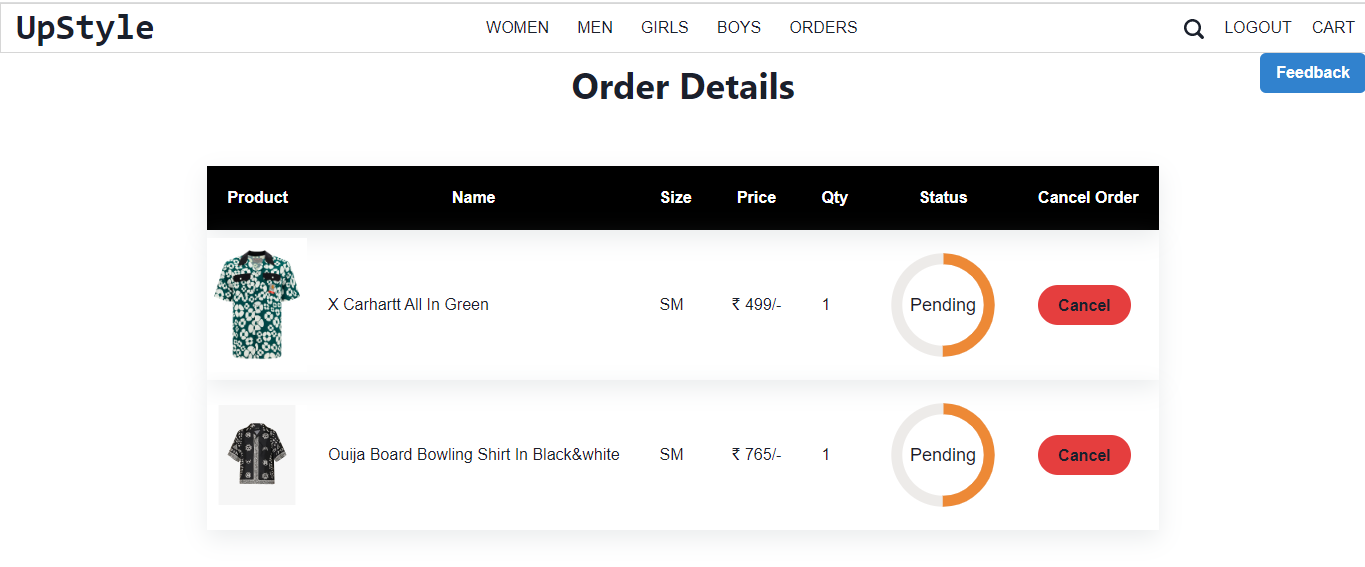 UpStyle WOMEN MEN GIRLS BOYS ORDERS LOGOUT CART
Feedback
Order Details
Product Name Size Price Qty Status Cancel Order
X Carhartt All In Green SM ₹ 499/- 1 Pending Cancel
Ouija Board Bowling Shirt In Black&white SM ₹ 765/- 1 Pending Cancel